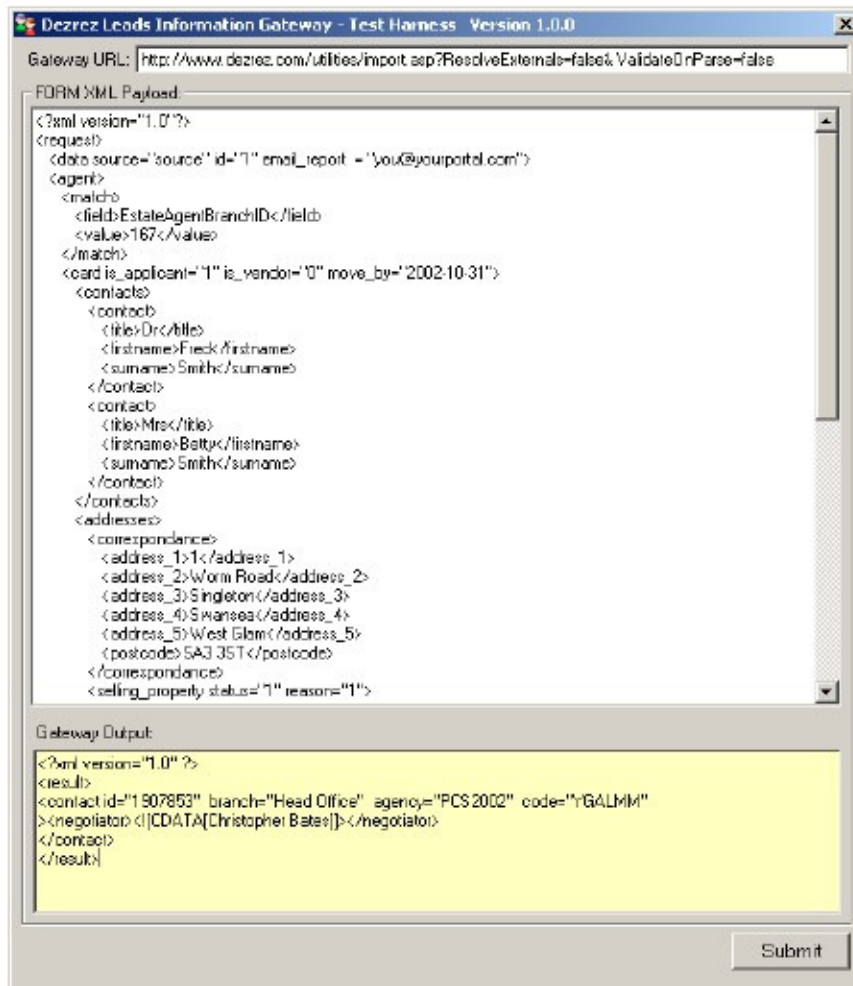 Dezrez Leads Information Gateway - Test Harness Version 1.0.0
Gateway URL: http://www.dezrez.com/utilities/import.asp?ResolveExternals=false&ValidateOnParse=false
FORM XML Payload:
<?xml version="1.0"?>
<request>
<data source="source" id="1" email_report = "you@yourportal.com">
<agent>
<match>
<field>EstateAgentBranchID</field>
<value>167</value>
</match>
<card is_applicant="1" is_vendor="0" move_by="2002-10-31">
<contacts>
<contact>
<title>Dr</title>
<firstname>Fred</firstname>
<surname>Smith</surname>
</contact>
<contact>
<title>Mrs</title>
<firstname>Betty</firstname>
<surname>Smith</surname>
</contact>
</contacts>
<addresses>
<correspondance>
<address_1>1</address_1>
<address_2>Worm Road</address_2>
<address_3>Singleton</address_3>
<address_4>Swansea</address_4>
<address_5>West Glam</address_5>
<postcode>SA3 3ST</postcode>
</correspondance>
<selling_property status="1" reason="1">
Gateway Output:
<?xml version="1.0" ?>
<result>
<contact id="1907853" branch="Head Office" agency="PCS2002" code="rGALMM"
><negotiator><![CDATA[Christopher Bates]]></negotiator>
</contact>
</result>
Submit